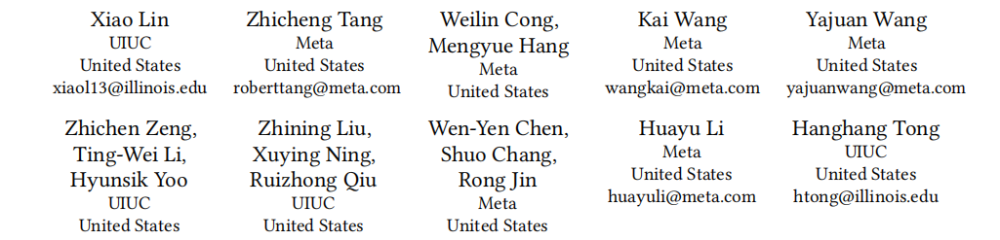 Xiao Lin
UIUC
United States
xiaol13@illinois.edu
Zhicheng Tang
Meta
United States
roberttang@meta.com
Weilin Cong,
Mengyue Hang
Meta
United States
Kai Wang
Meta
United States
wangkai@meta.com
Yajuan Wang
Meta
United States
yajuanwang@meta.com
Zhichen Zeng,
Ting-Wei Li,
Hyunsik Yoo
UIUC
United States
Zhining Liu,
Xuying Ning,
Ruizhong Qiu
UIUC
United States
Wen-Yen Chen,
Shuo Chang,
Rong Jin
Meta
United States
Huayu Li
Meta
United States
huayuli@meta.com
Hanghang Tong
UIUC
United States
htong@illinois.edu